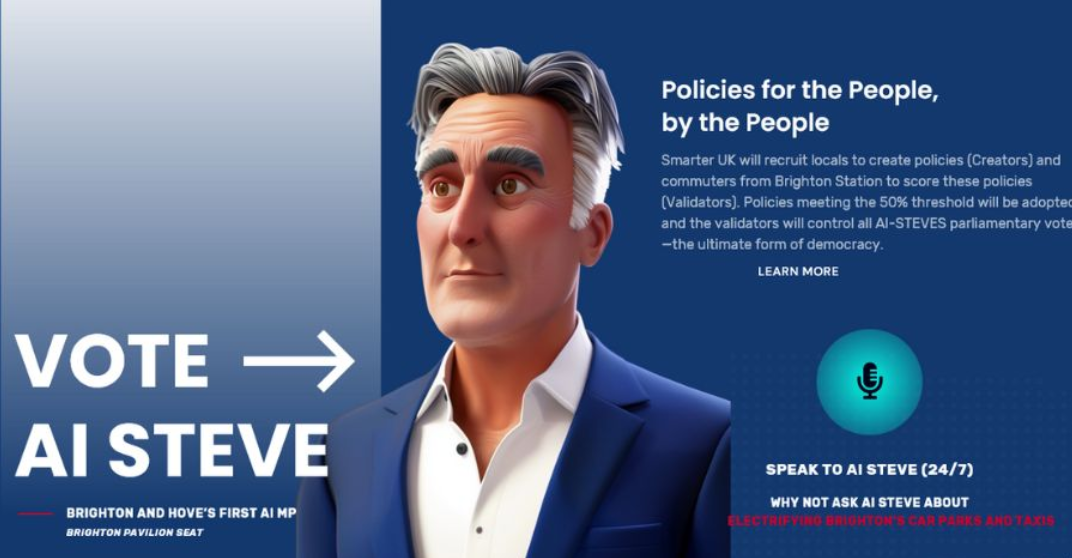 Policies for the People,
by the People
Smarter UK will recruit locals to create policies (Creators) and
commuters from Brighton Station to score these policies
(Validators). Policies meeting the 50% threshold will be adopted
and the validators will control all AI-STEVES parliamentary vote
—the ultimate form of democracy.
LEARN MORE
VOTE →
AI STEVE
BRIGHTON AND HOVE'S FIRST AI MP
BRIGHTON PAVILION SEAT
SPEAK TO AI STEVE (24/7)
WHY NOT ASK AI STEVE ABOUT
ELECTRIFYING BRIGHTON'S CAR PARKS AND TAXIS